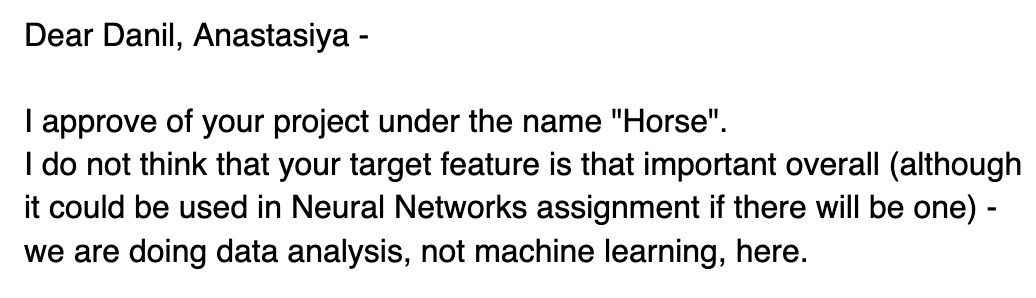 Dear Danil, Anastasiya -
I approve of your project under the name "Horse".
I do not think that your target feature is that important overall (although
it could be used in Neural Networks assignment if there will be one) -
we are doing data analysis, not machine learning, here.